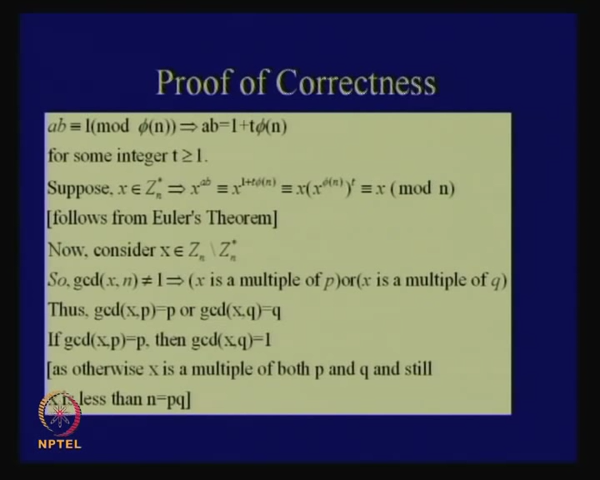 Proof of Correctness
ab ≡ 1(mod ϕ(n)) ⇒ ab=1+tϕ(n)
for some integer t ≥ 1.
Suppose, x ∈ Zₙ* ⇒ x^{ab} ≡ x^{1+tϕ(n)} ≡ x(x^{ϕ(n)})^t ≡ x (mod n)
[follows from Euler's Theorem]
Now, consider x ∈ Zₙ \ Zₙ*
So, gcd(x, n) ≠ 1 ⇒ (x is a multiple of p)or(x is a multiple of q)
Thus, gcd(x,p)=p or gcd(x,q)=q
If gcd(x,p)=p, then gcd(x,q)=1
[as otherwise x is a multiple of both p and q and still
x is less than n=pq]
NPTEL